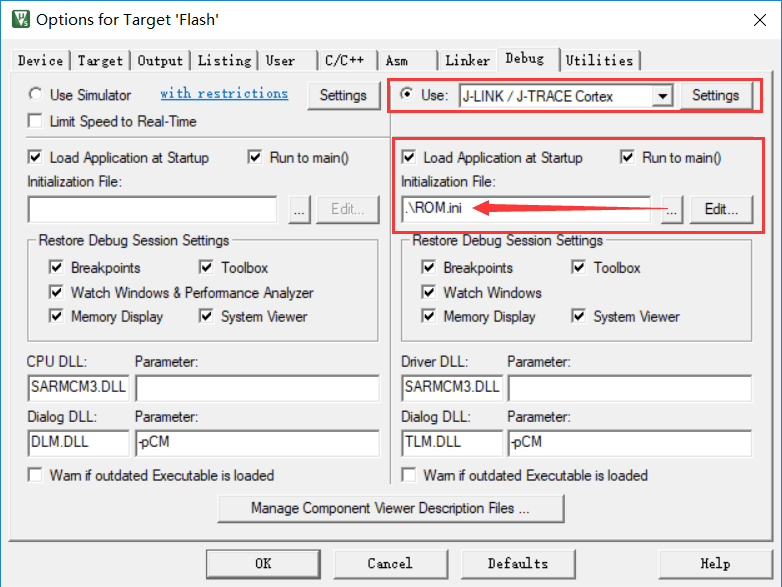 Options for Target 'Flash'
Device Target Output Listing User C/C++ Asm Linker Debug Utilities
Use Simulator with restrictions Settings
Limit Speed to Real-Time
Use: J-LINK / J-TRACE Cortex Settings
Load Application at Startup Run to main()
Initialization File:
... Edit...
Restore Debug Session Settings
Breakpoints Toolbox
Watch Windows & Performance Analyzer
Memory Display System Viewer
CPU DLL: Parameter:
SARMCM3.DLL
Dialog DLL: Parameter:
DLM.DLL -pCM
Warn if outdated Executable is loaded
Load Application at Startup Run to main()
Initialization File:
.\ROM.ini ... Edit...
Restore Debug Session Settings
Breakpoints Toolbox
Watch Windows
Memory Display System Viewer
Driver DLL: Parameter:
SARMCM3.DLL
Dialog DLL: Parameter:
TLM.DLL -pCM
Warn if outdated Executable is loaded
Manage Component Viewer Description Files ...
OK Cancel Defaults Help